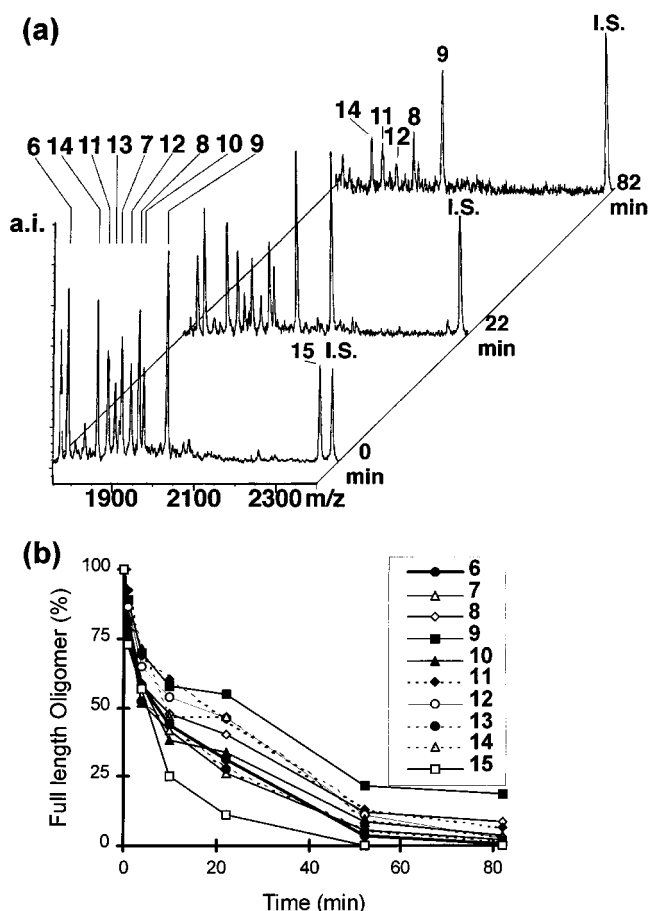 (a)
I.S.
9
14 11 12 8
6 14 11 13 7 12 8 10 9
82
min
a.i.
I.S.
22
min
15 I.S.
0
min
1900 2100 2300 m/z
(b)
100
75
50
25
0
Full length Oligomer (%)
6
7
8
9
10
11
12
13
14
15
0 20 40 60 80
Time (min)